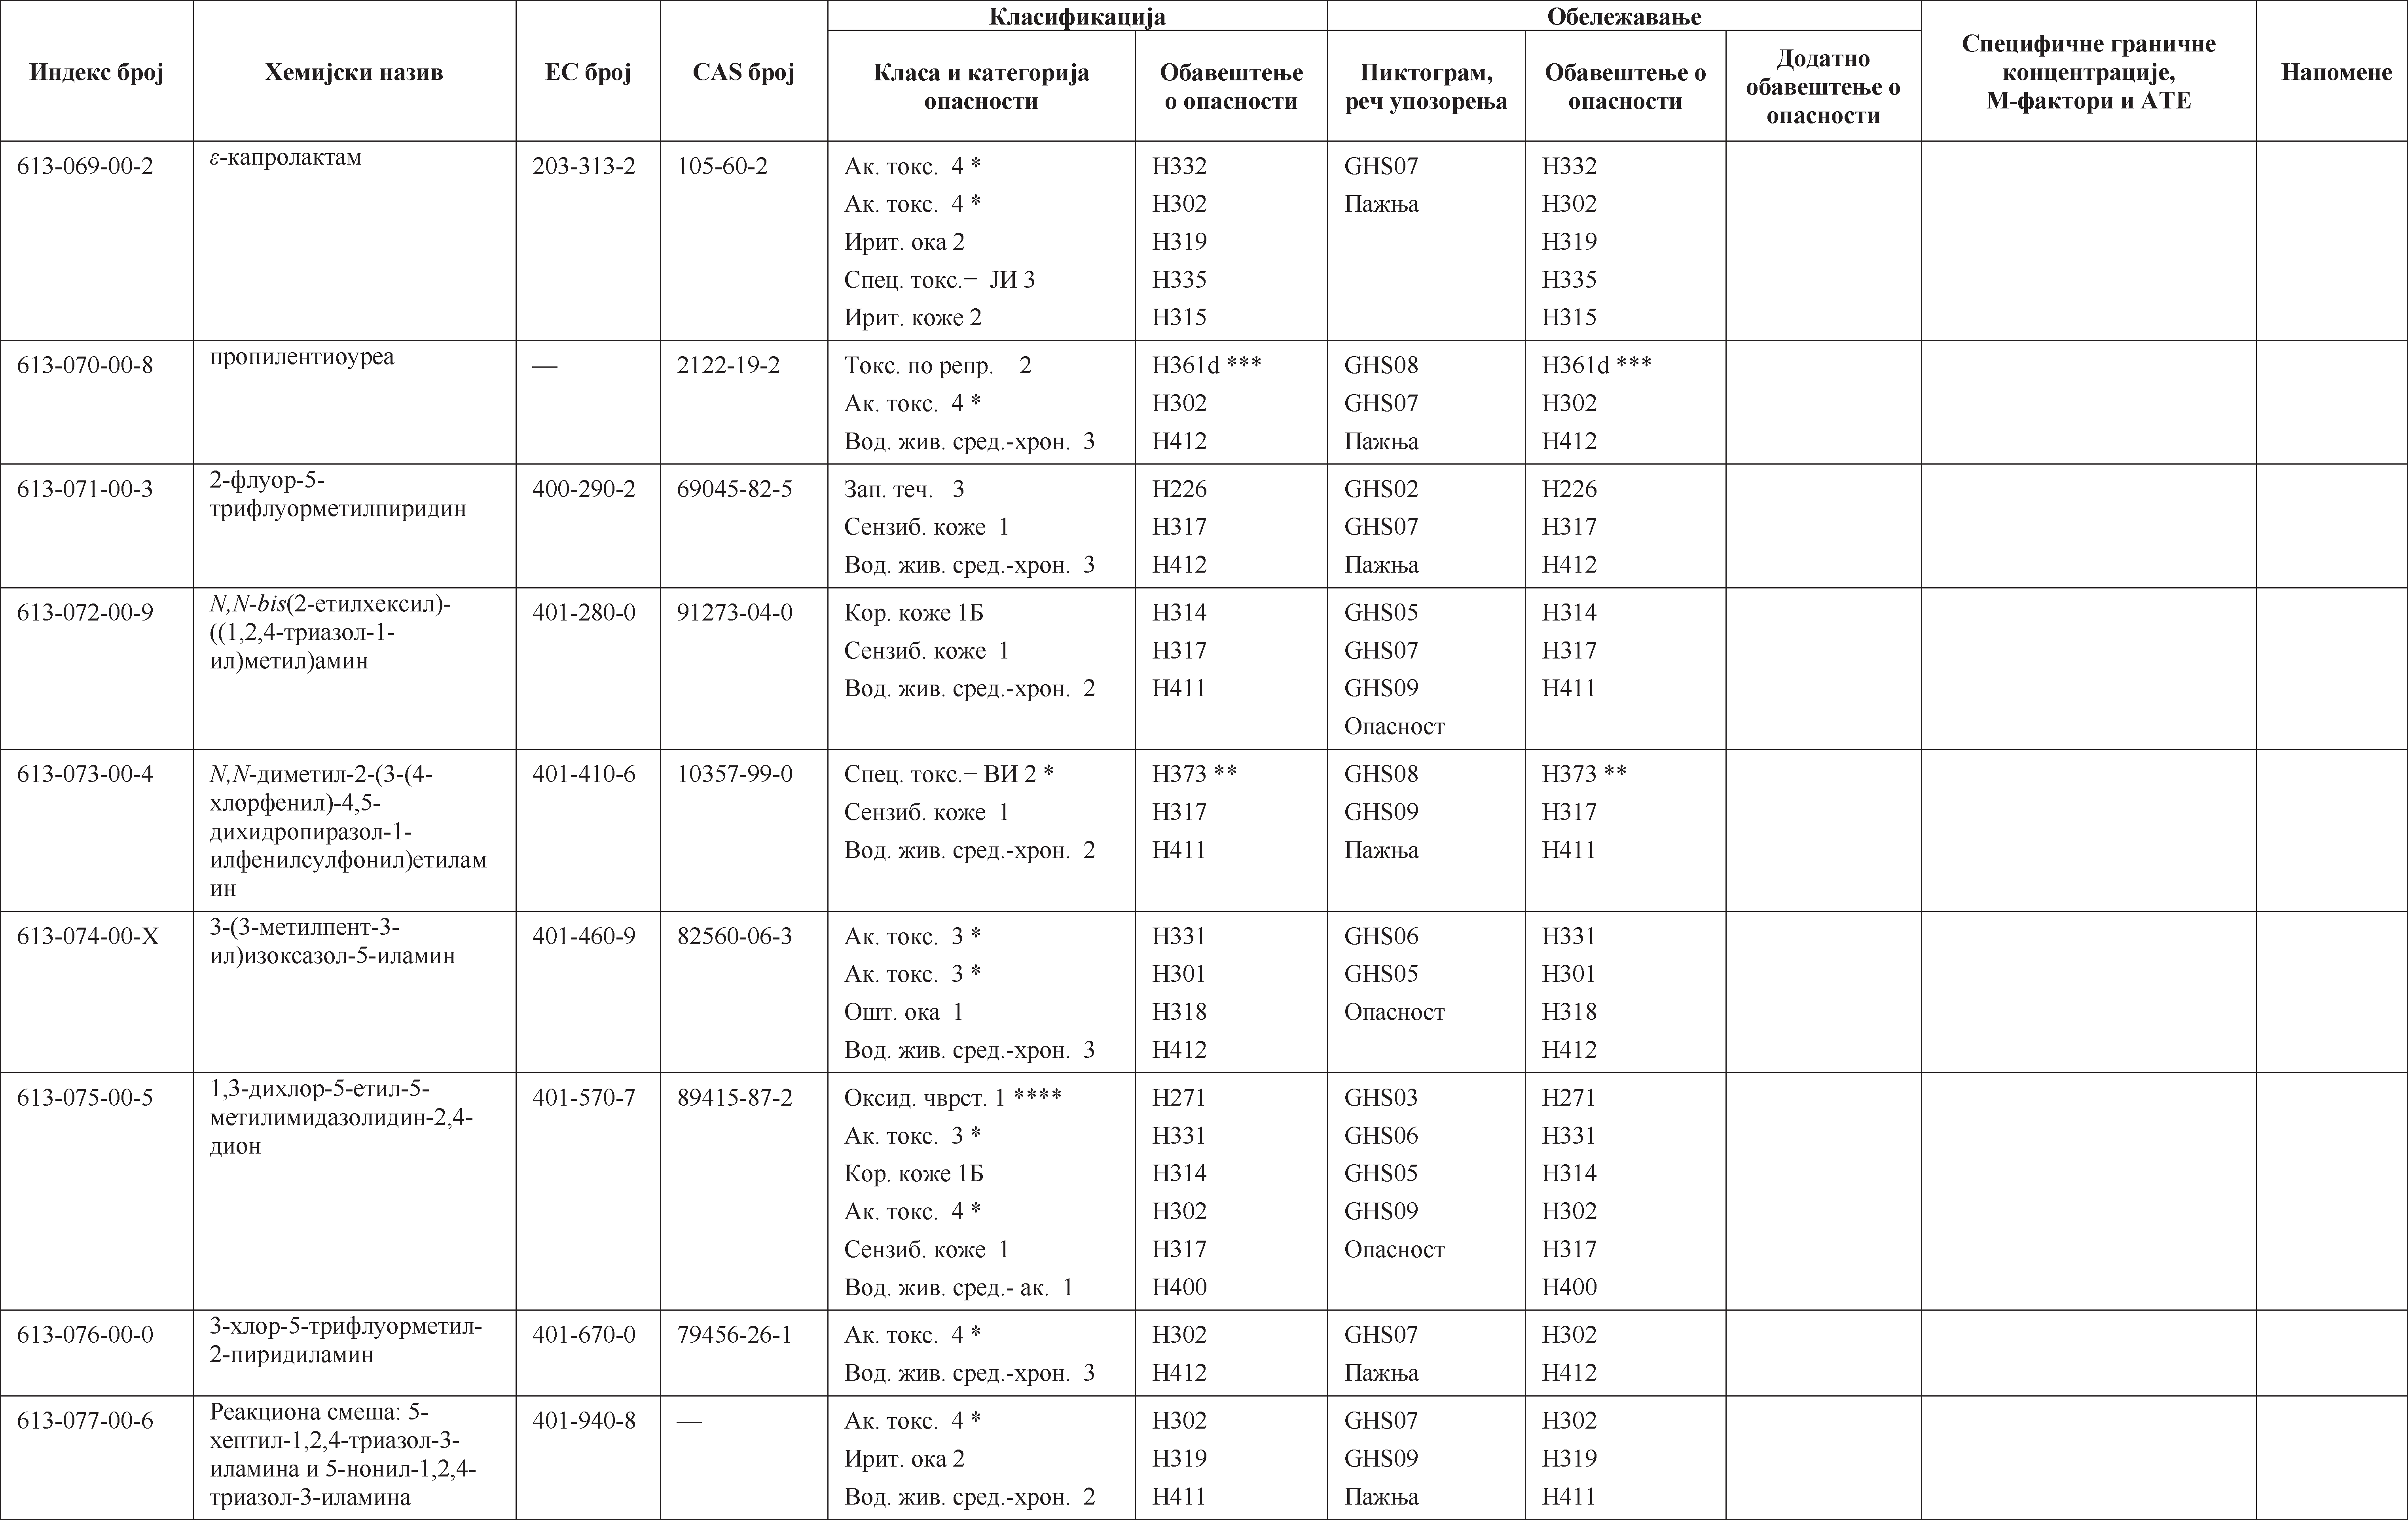 Индекс број
Хемијски назив
ЕС број
CAS број
Класификација
Обележавање
Специфичне граничне
концентрације,
М-фактори и АТЕ
Напомене
Класа и категорија
опасности
Обавештење
о опасности
Пиктограм,
реч упозорења
Обавештење о
опасности
Додатно
обавештење о
опасности
613-069-00-2
ε-капролактам
203-313-2
105-60-2
Ак. токс. 4 *
Ак. токс. 4 *
Ирит. ока 2
Спец. токс.− ЈИ 3
Ирит. коже 2
H332
H302
H319
H335
H315
GHS07
Пажња
H332
H302
H319
H335
H315
613-070-00-8
пропилентиоуреа
—
2122-19-2
Токс. по репр. 2
Ак. токс. 4 *
Вод. жив. сред.-хрон. 3
H361d ***
H302
H412
GHS08
GHS07
Пажња
H361d ***
H302
H412
613-071-00-3
2-флуор-5-
трифлуорметилпиридин
400-290-2
69045-82-5
Зап. теч. 3
Сензиб. коже 1
Вод. жив. сред.-хрон. 3
H226
H317
H412
GHS02
GHS07
Пажња
H226
H317
H412
613-072-00-9
N,N-bis(2-етилхексил)-
((1,2,4-триазол-1-
ил)метил)амин
401-280-0
91273-04-0
Кор. коже 1Б
Сензиб. коже 1
Вод. жив. сред.-хрон. 2
H314
H317
H411
GHS05
GHS07
GHS09
Опасност
H314
H317
H411
613-073-00-4
N,N-диметил-2-(3-(4-
хлорфенил)-4,5-
дихидропиразол-1-
илфенилсулфонил)етилам
ин
401-410-6
10357-99-0
Спец. токс.− ВИ 2 *
Сензиб. коже 1
Вод. жив. сред.-хрон. 2
H373 **
H317
H411
GHS08
GHS09
Пажња
H373 **
H317
H411
613-074-00-X
3-(3-метилпент-3-
ил)изоксазол-5-иламин
401-460-9
82560-06-3
Ак. токс. 3 *
Ак. токс. 3 *
Ошт. ока 1
Вод. жив. сред.-хрон. 3
H331
H301
H318
H412
GHS06
GHS05
Опасност
H331
H301
H318
H412
613-075-00-5
1,3-дихлор-5-етил-5-
метилимидазолидин-2,4-
дион
401-570-7
89415-87-2
Оксид. чврст. 1 ****
Ак. токс. 3 *
Кор. коже 1Б
Ак. токс. 4 *
Сензиб. коже 1
Вод. жив. сред.- ак. 1
H271
H331
H314
H302
H317
H400
GHS03
GHS06
GHS05
GHS09
Опасност
H271
H331
H314
H302
H317
H400
613-076-00-0
3-хлор-5-трифлуорметил-
2-пиридиламин
401-670-0
79456-26-1
Ак. токс. 4 *
Вод. жив. сред.-хрон. 3
H302
H412
GHS07
Пажња
H302
H412
613-077-00-6
Реакциона смеша: 5-
хептил-1,2,4-триазол-3-
иламина и 5-нонил-1,2,4-
триазол-3-иламина
401-940-8
—
Ак. токс. 4 *
Ирит. ока 2
Вод. жив. сред.-хрон. 2
H302
H319
H411
GHS07
GHS09
Пажња
H302
H319
H411